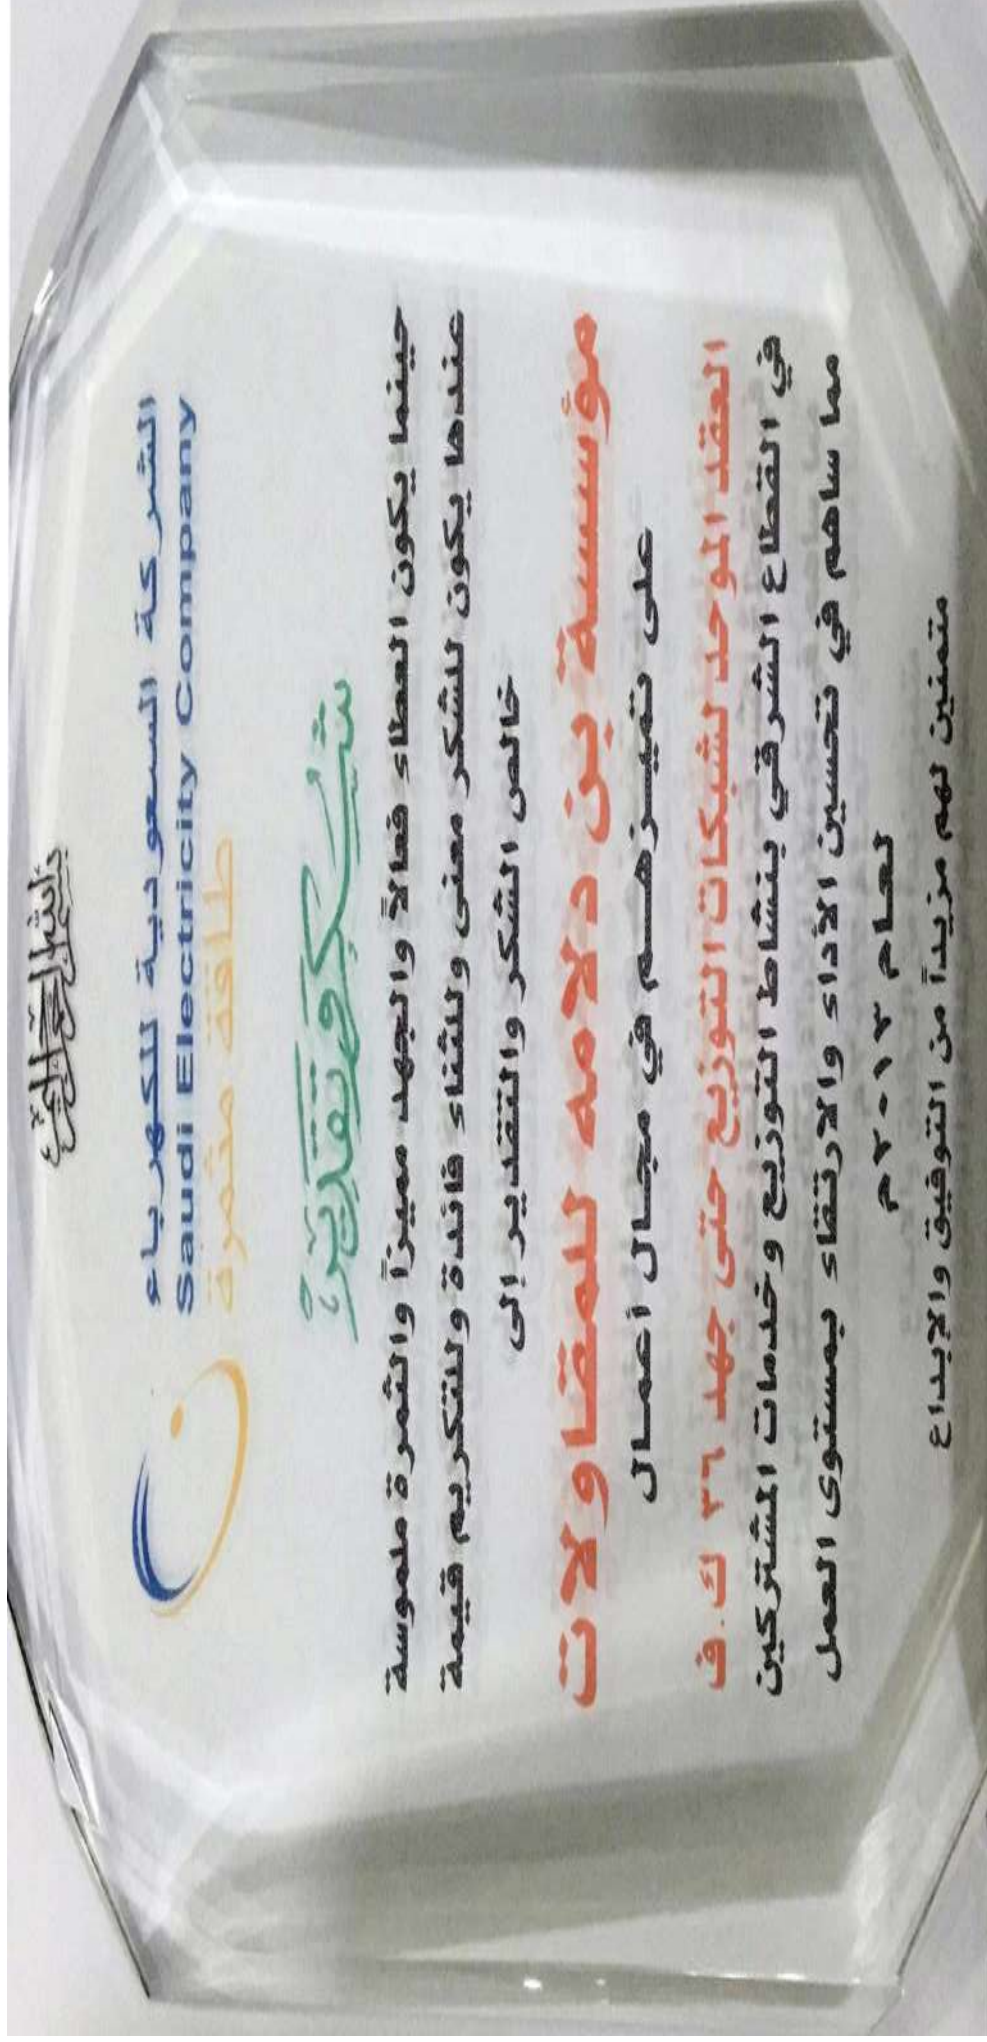 بسم الله الرحمن الرحيم
الشركة السعودية للكهرباء
Saudi Electricity Company
طاقة مثمرة
شكر وتقدير
حينما يكون العطاء فعالاً والجهد مميزاً والثمرة ملموسة
عندها يكون للشكر معنى وللثناء فائدة وللتكريم قيمة
خالص الشكر والتقدير إلى
مؤسسة بن دلامه للمقاولات
على تميزهم في مجال أعمال
العقد الموحد لشبكات التوزيع حتى جهد ٣٦ ك.ف
في القطاع الشرقي بنشاط التوزيع وخدمات المشتركين
مما ساهم في تحسين الأداء والارتقاء بمستوى العمل
لعام ٢٠١٣م
متمنين لهم مزيداً من التوفيق والإبداع